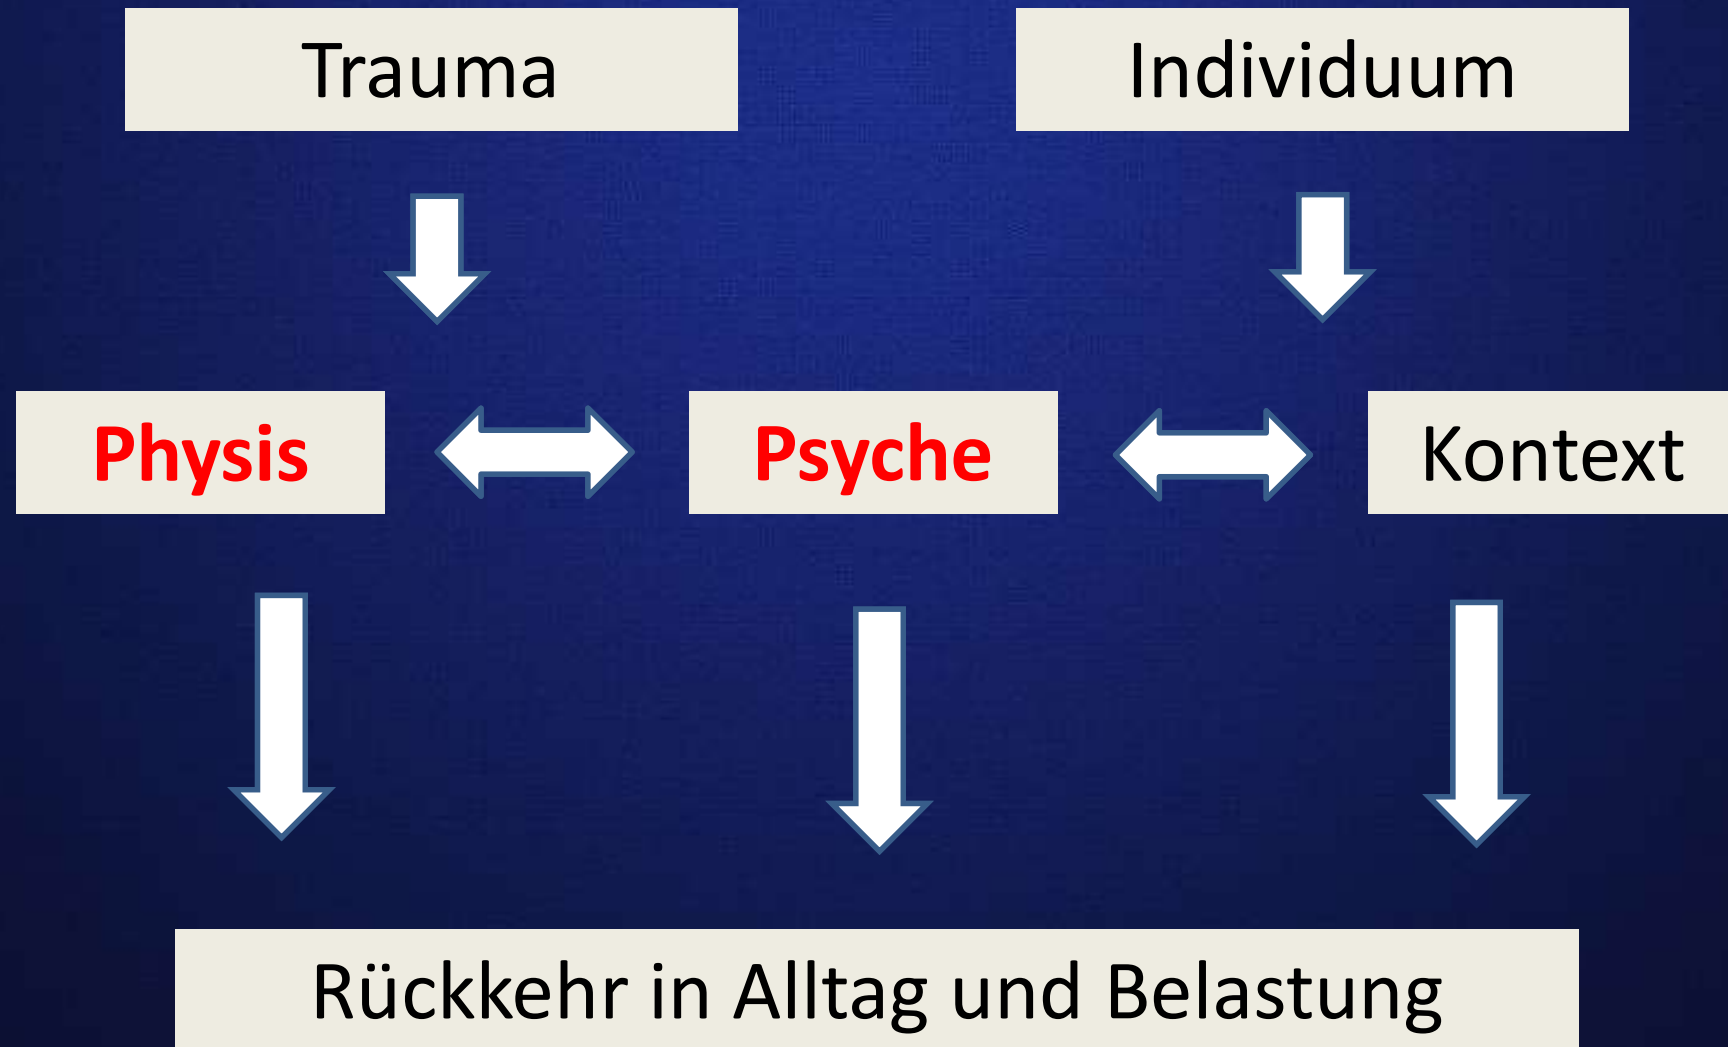 Trauma
Individuum
Physis
Psyche
Kontext
Rückkehr in Alltag und Belastung